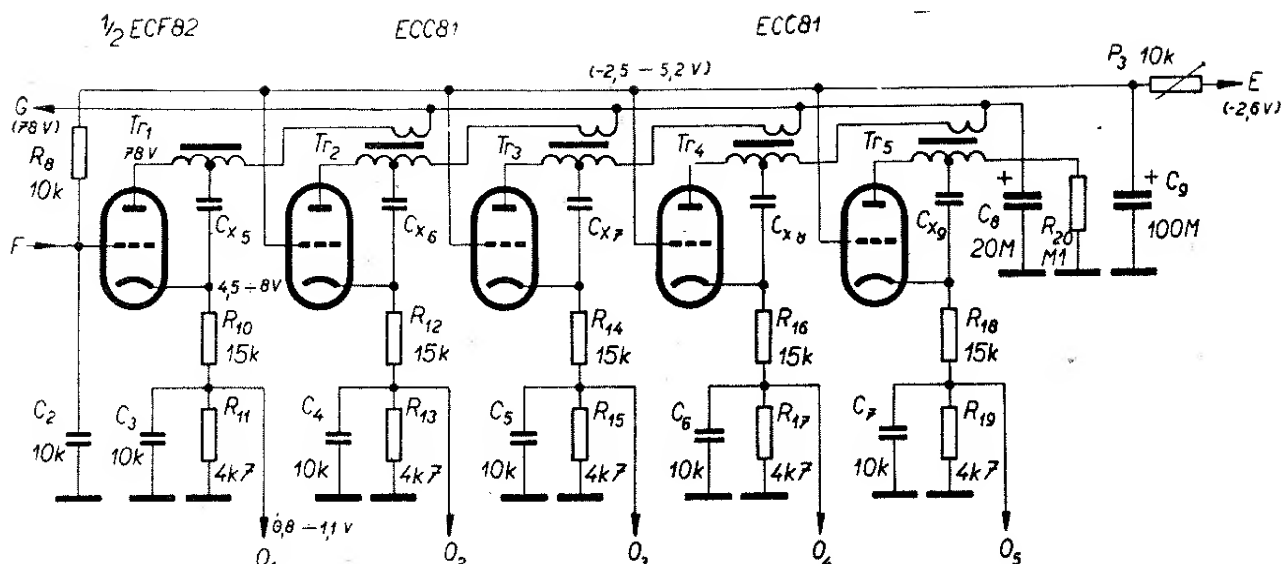 ½ ECF82 ECC81 ECC81
P₃ 10k
E
(-2,6V)
(-2,5 – 5,2 V)
G
(78 V)
Tr₁
78 V
Tr₂
Tr₃
Tr₄
Tr₅
R₈
10k
F
Cx₅
Cx₆
Cx₇
Cx₈
Cx₉
+
C₈
20M
R₂₀
M1
+
C₉
100M
4,5 ÷ 8V
R₁₀
15k
R₁₂
15k
R₁₄
15k
R₁₆
15k
R₁₈
15k
C₂
10k
C₃
10k
R₁₁
4k7
C₄
10k
R₁₃
4k7
C₅
10k
R₁₅
4k7
C₆
10k
R₁₇
4k7
C₇
10k
R₁₉
4k7
0,8 – 1,1 V
O₂
O₃
O₄
O₅